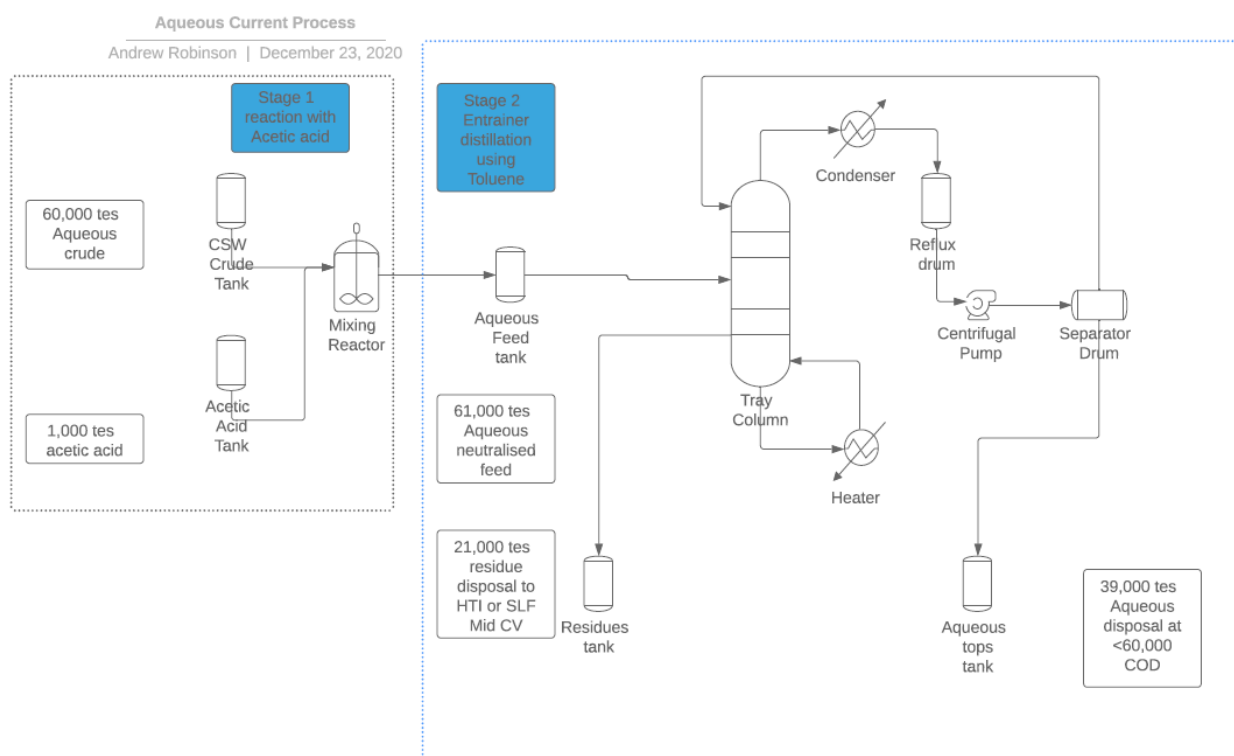 Aqueous Current Process
Andrew Robinson | December 23, 2020
Stage 1
reaction with
Acetic acid
60,000 tes
Aqueous
crude
CSW
Crude
Tank
Mixing
Reactor
Acetic
Acid
Tank
1,000 tes
acetic acid
Stage 2
Entrainer
distillation
using
Toluene
Condenser
Reflux
drum
Aqueous
Feed
tank
Centrifugal
Pump
Separator
Drum
Tray
Column
61,000 tes
Aqueous
neutralised
feed
Heater
21,000 tes
residue
disposal to
HTI or SLF
Mid CV
Residues
tank
Aqueous
tops
tank
39,000 tes
Aqueous
disposal at
<60,000
COD